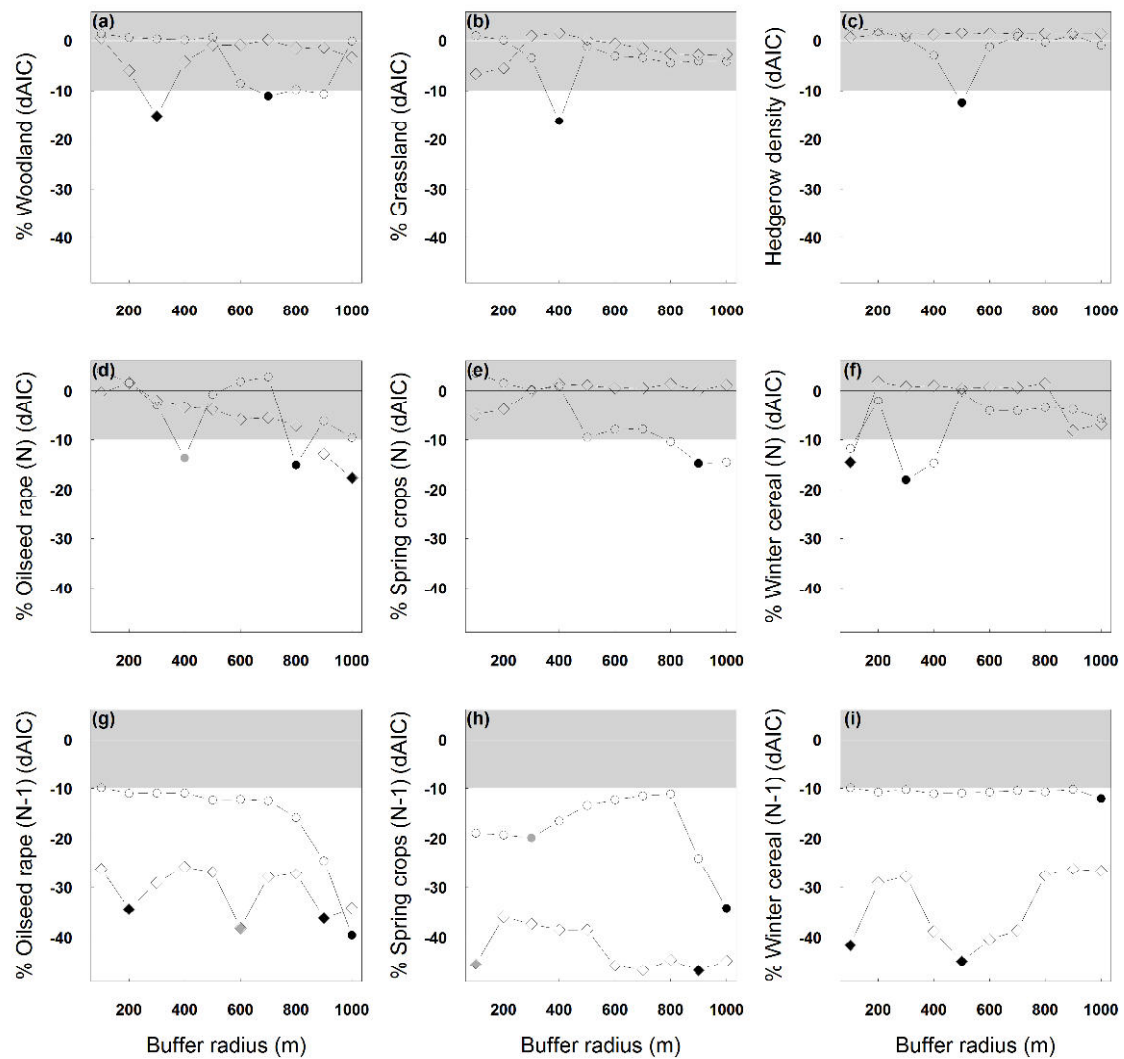 (a)
(b)
(c)
% Woodland (dAIC)
0
-10
-20
-30
-40
200 400 600 800 1000
% Grassland (dAIC)
0
-10
-20
-30
-40
200 400 600 800 1000
Hedgerow density (dAIC)
0
-10
-20
-30
-40
200 400 600 800 1000
(d)
(e)
(f)
% Oilseed rape (N) (dAIC)
0
-10
-20
-30
-40
200 400 600 800 1000
% Spring crops (N) (dAIC)
0
-10
-20
-30
-40
200 400 600 800 1000
% Winter cereal (N) (dAIC)
0
-10
-20
-30
-40
200 400 600 800 1000
(g)
(h)
(i)
% Oilseed rape (N-1) (dAIC)
0
-10
-20
-30
-40
200 400 600 800 1000
Buffer radius (m)
% Spring crops (N-1) (dAIC)
0
-10
-20
-30
-40
200 400 600 800 1000
Buffer radius (m)
% Winter cereal (N-1) (dAIC)
0
-10
-20
-30
-40
200 400 600 800 1000
Buffer radius (m)